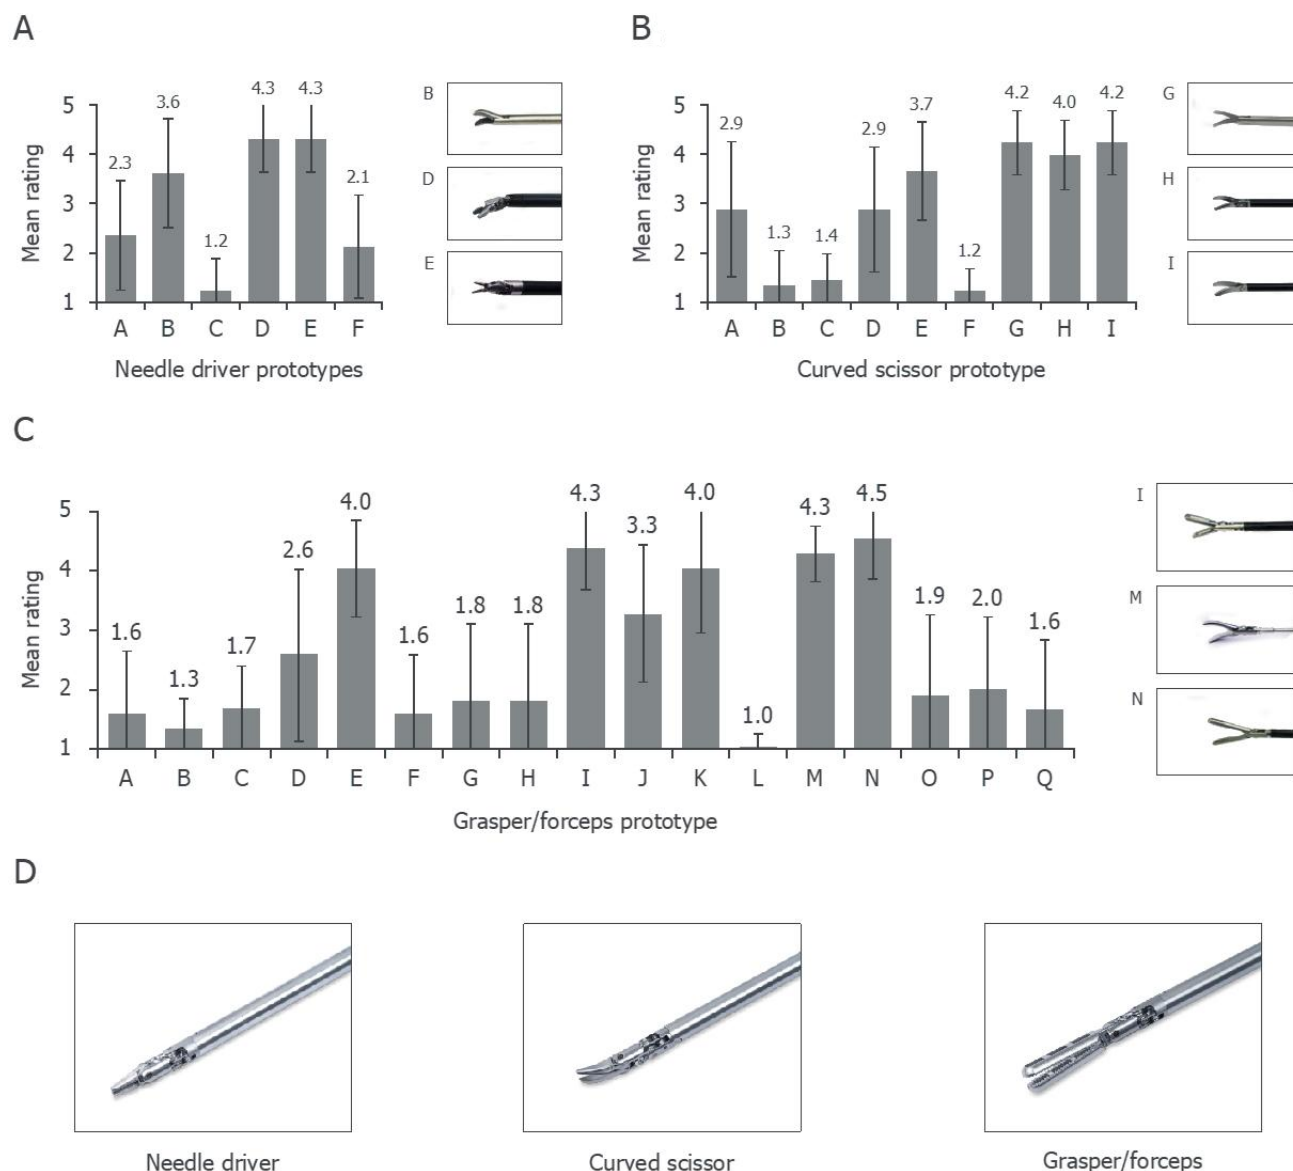 A
B
4.3 4.3
3.6
2.3
2.1
1.2
5
4
3
2
1
Mean rating
A B C D E F
Needle driver prototypes
B
D
E
4.2 4.0 4.2
3.7
2.9 2.9
1.3 1.4
1.2
5
4
3
2
1
Mean rating
A B C D E F G H I
Curved scissor prototype
G
H
I
C
1.6 1.3 1.7 2.6 4.0 1.6 1.8 1.8 4.3 3.3 4.0 1.0 4.3 4.5 1.9 2.0 1.6
5
4
3
2
1
Mean rating
A B C D E F G H I J K L M N O P Q
Grasper/forceps prototype
I
M
N
D
Needle driver
Curved scissor
Grasper/forceps